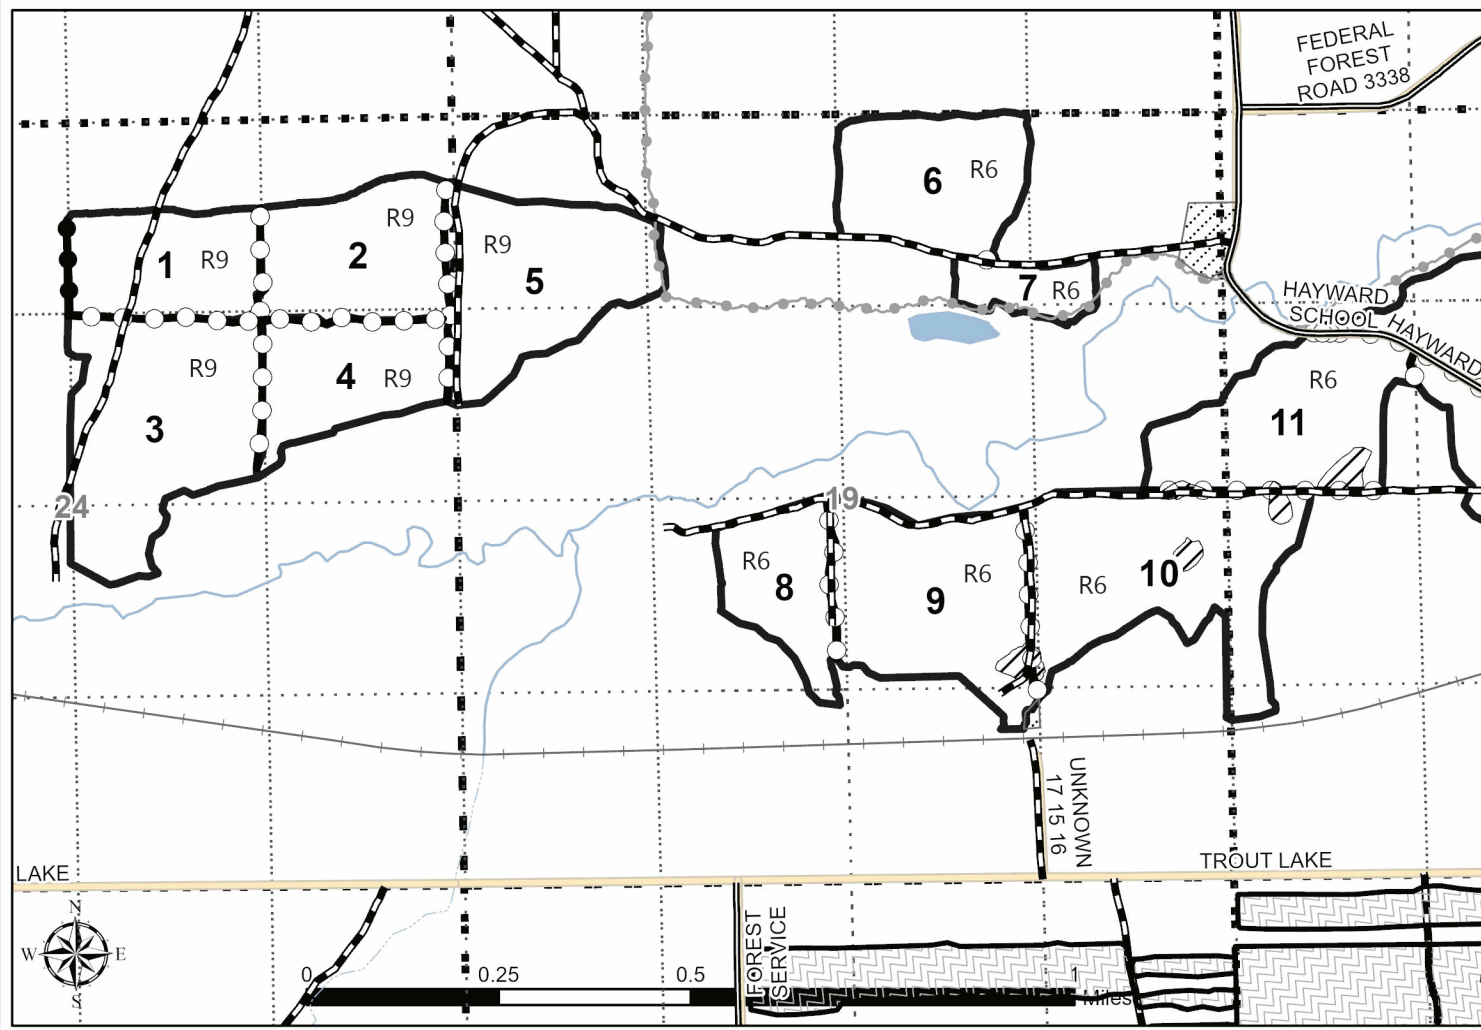 FEDERAL
FOREST
ROAD 3338
6
R6
R9
2
1
R9
R9
5
7
R6
HAYWARD
SCHOOL
HAYWARD
R9
4
R9
R6
11
3
24
19
R6
8
R6
9
10
R6
UNKNOWN
17 15 16
LAKE
TROUT LAKE
FOREST
SERVICE
N
W
E
S
0
0.25
0.5
1
Miles